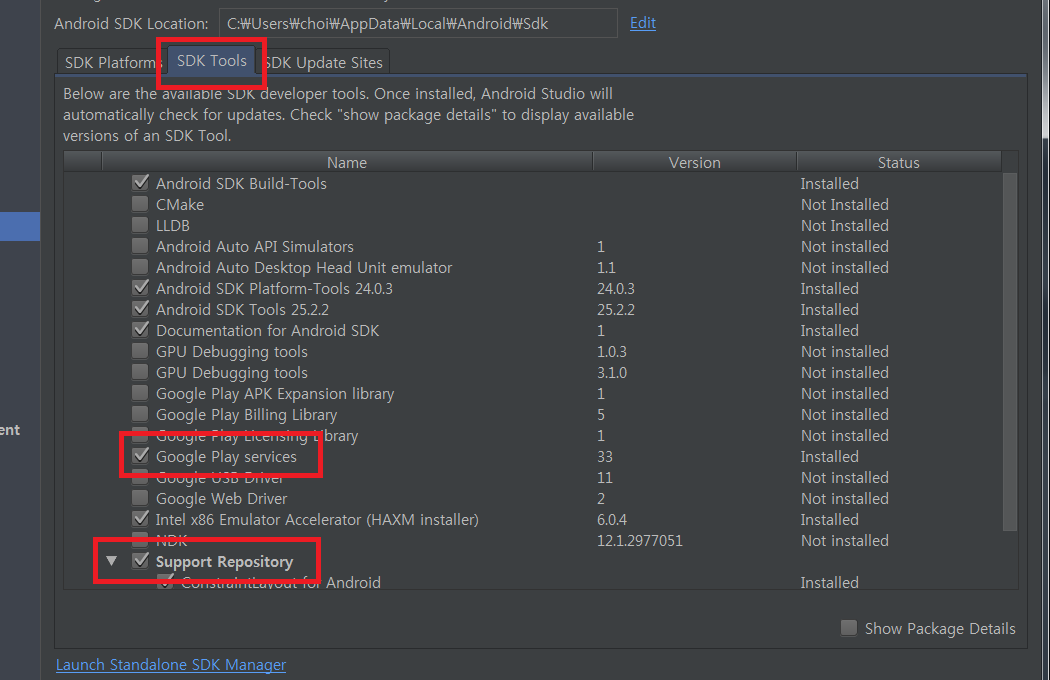 Android SDK Location: C:₩Users₩choi₩AppData₩Local₩Android₩Sdk Edit
SDK Platforms SDK Tools SDK Update Sites
Below are the available SDK developer tools. Once installed, Android Studio will
automatically check for updates. Check "show package details" to display available
versions of an SDK Tool.
Name Version Status
Android SDK Build-Tools Installed
CMake Not Installed
LLDB Not Installed
Android Auto API Simulators 1 Not installed
Android Auto Desktop Head Unit emulator 1.1 Not installed
Android SDK Platform-Tools 24.0.3 24.0.3 Installed
Android SDK Tools 25.2.2 25.2.2 Installed
Documentation for Android SDK 1 Installed
GPU Debugging tools 1.0.3 Not installed
GPU Debugging tools 3.1.0 Not installed
Google Play APK Expansion library 1 Not installed
Google Play Billing Library 5 Not installed
Google Play Licensing Library 1 Not installed
ent
Google Play services 33 Installed
Google USB Driver 11 Not installed
Google Web Driver 2 Not installed
Intel x86 Emulator Accelerator (HAXM installer) 6.0.4 Installed
NDK 12.1.2977051 Not installed
Support Repository
ConstraintLayout for Android Installed
Show Package Details
Launch Standalone SDK Manager